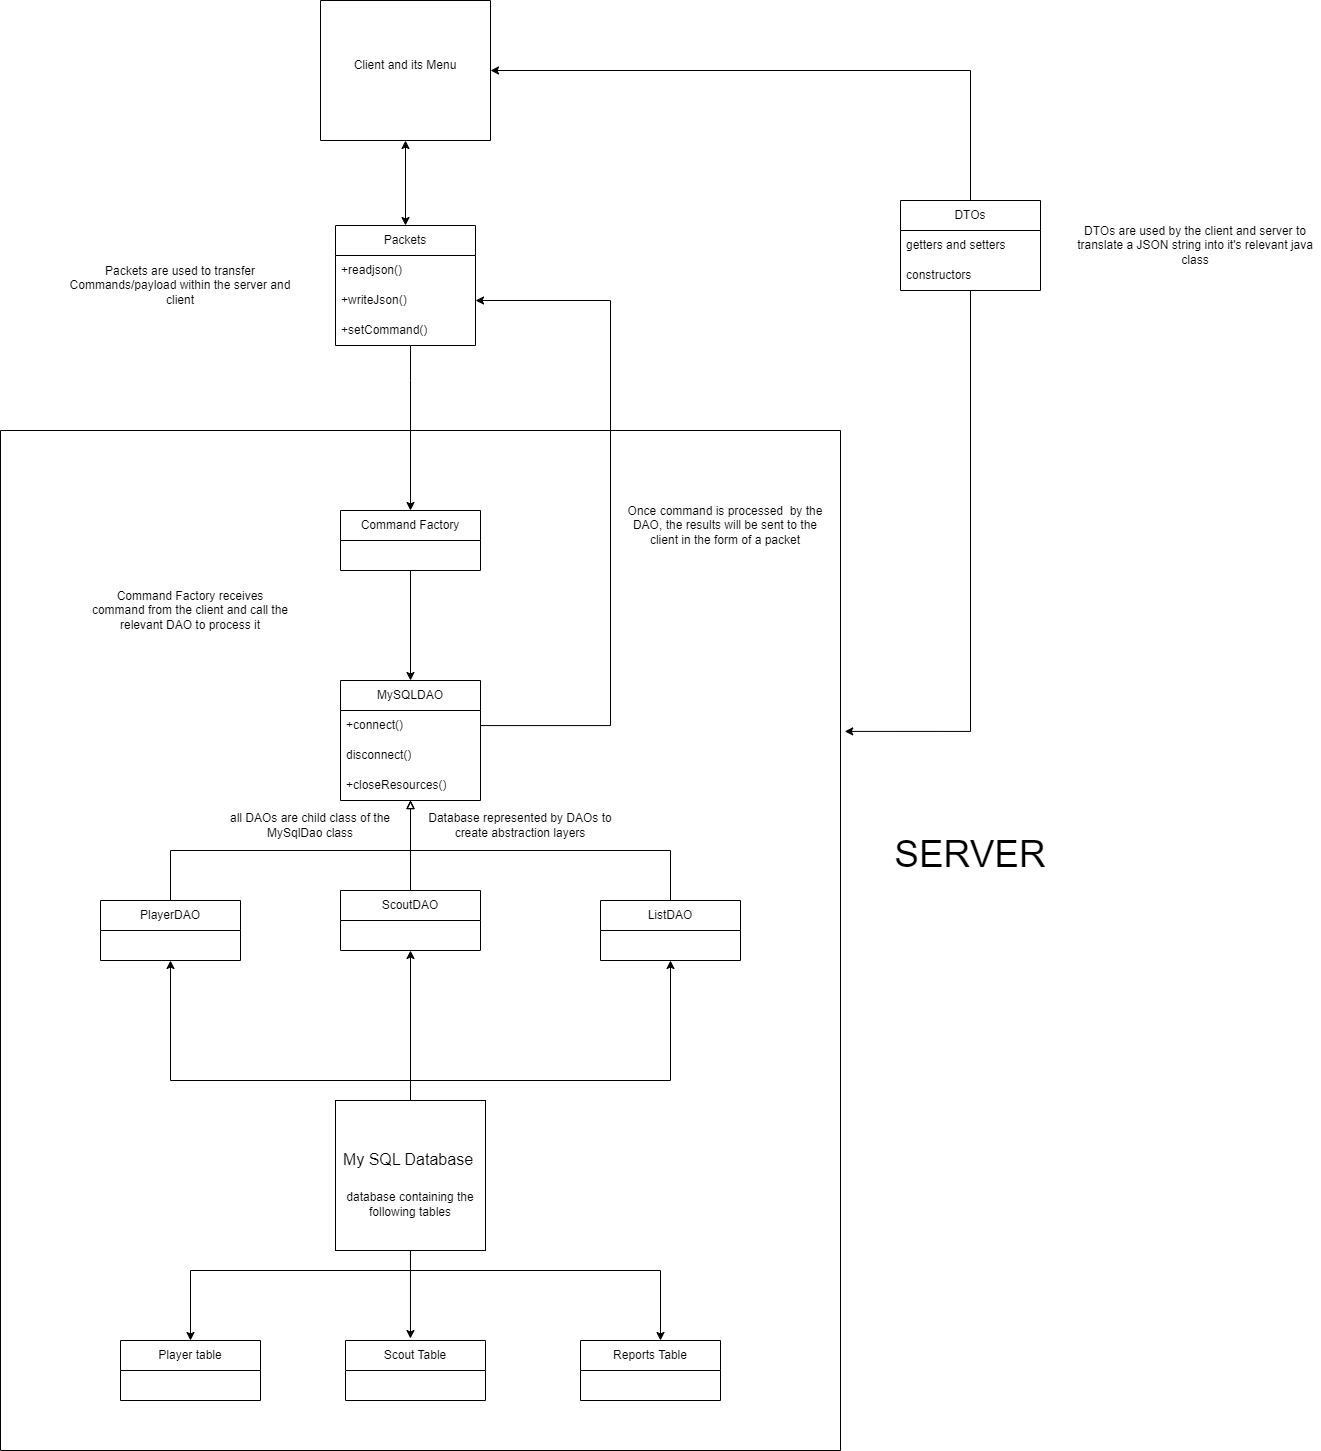 Client and its Menu
Packets
+readjson()
+writeJson()
+setCommand()
Packets are used to transfer
Commands/payload within the server and
client
DTOs
getters and setters
constructors
DTOs are used by the client and server to
translate a JSON string into it's relevant java
class
Command Factory
Once command is processed  by the
DAO, the results will be sent to the
client in the form of a packet
Command Factory receives
command from the client and call the
relevant DAO to process it
MySQLDAO
+connect()
disconnect()
+closeResources()
all DAOs are child class of the
MySqlDao class
Database represented by DAOs to
create abstraction layers
SERVER
PlayerDAO
ScoutDAO
ListDAO
My SQL Database
database containing the
following tables
Player table
Scout Table
Reports Table